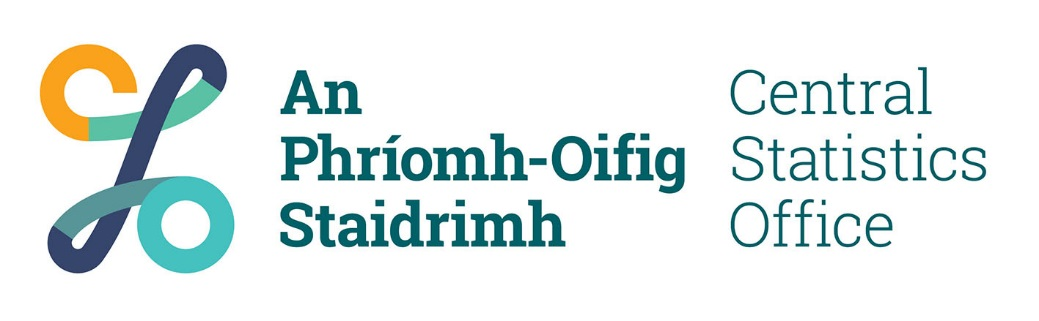 An
Phríomh-Oifig
Staidrimh
Central
Statistics
Office